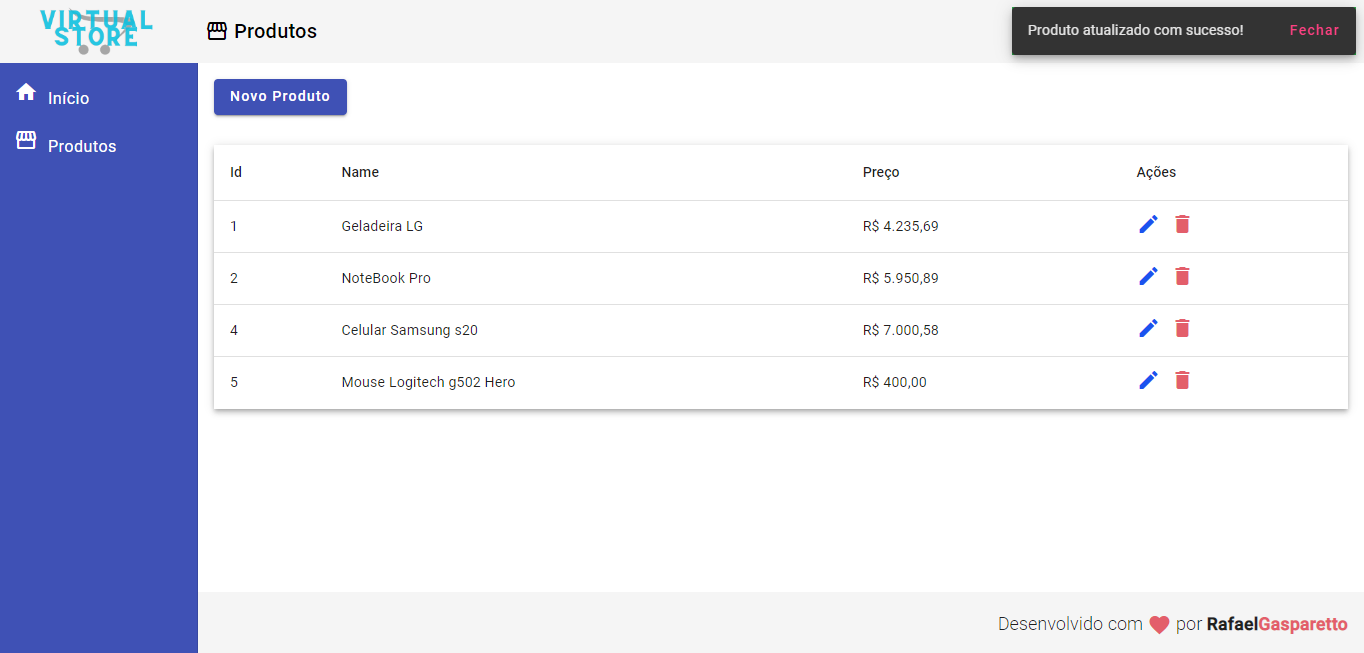 VIRTUAL
STORE
Produtos
Produto atualizado com sucesso! Fechar
Início
Produtos
Novo Produto
Id Name Preço Ações
1 Geladeira LG R$ 4.235,69
2 NoteBook Pro R$ 5.950,89
4 Celular Samsung s20 R$ 7.000,58
5 Mouse Logitech g502 Hero R$ 400,00
Desenvolvido com por RafaelGasparetto